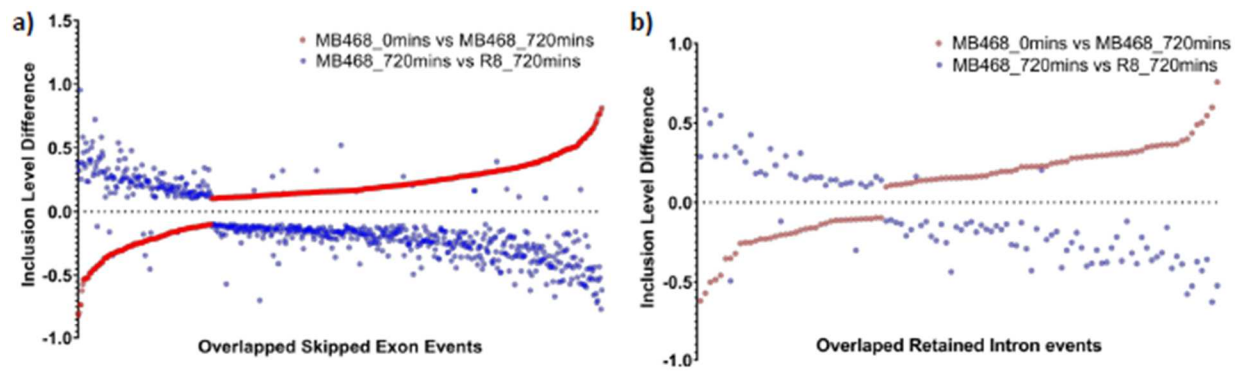 a)
MB468_0mins vs MB468_720mins
MB468_720mins vs R8_720mins
Inclusion Level Difference
1.5
1.0
0.5
0.0
-0.5
-1.0
Overlapped Skipped Exon Events
b)
MB468_0mins vs MB468_720mins
MB468_720mins vs R8_720mins
Inclusion Level Difference
1.0
0.5
0.0
-0.5
-1.0
Overlaped Retained Intron events